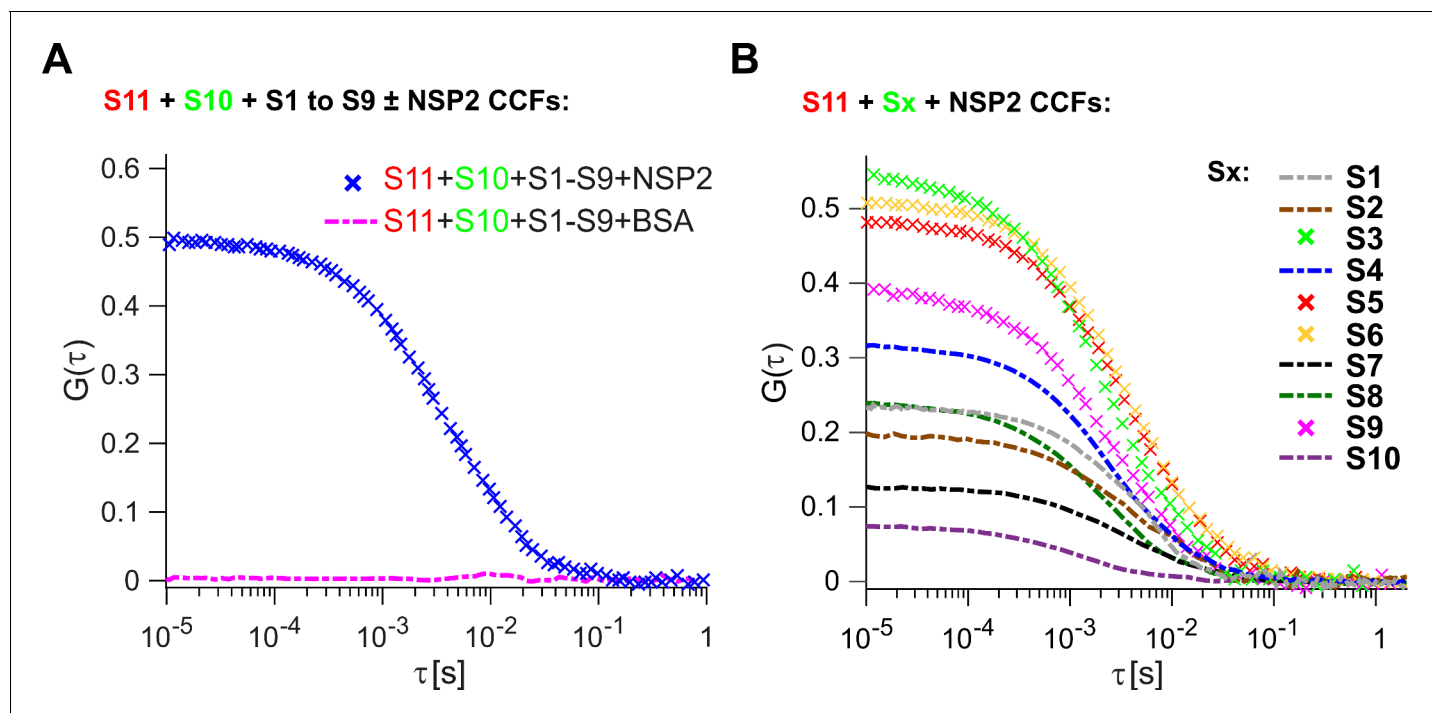 A
S11 + S10 + S1 to S9 ± NSP2 CCFs:
S11+S10+S1-S9+NSP2
S11+S10+S1-S9+BSA
0.6
0.5
0.4
0.3
0.2
0.1
0
G(τ)
10-5
10-4
10-3
10-2
10-1
1
τ[s]
B
S11 + Sx + NSP2 CCFs:
Sx:
S1
S2
S3
S4
S5
S6
S7
S8
S9
S10
0.5
0.4
0.3
0.2
0.1
0
G(τ)
10-5
10-4
10-3
10-2
10-1
1
τ[s]